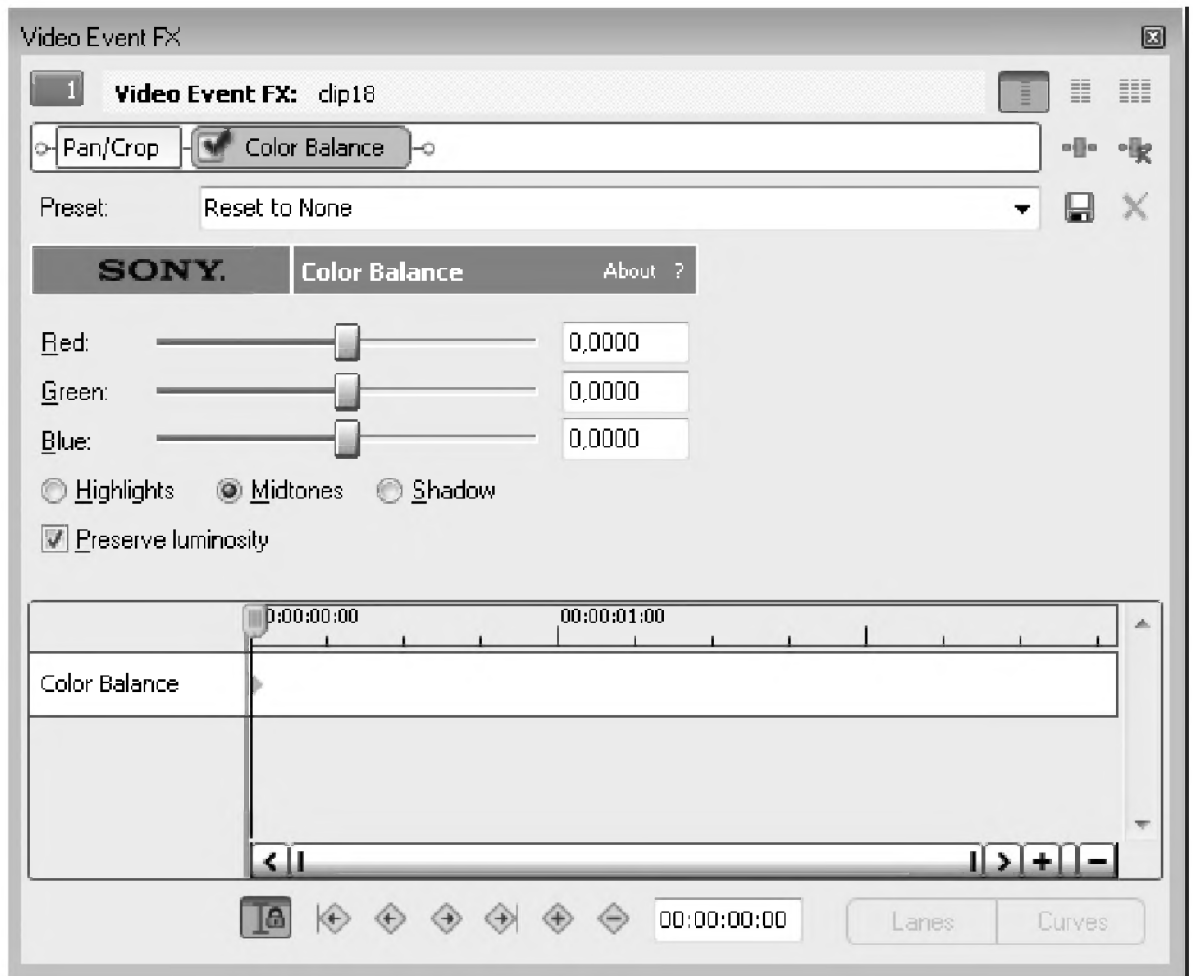 Video Event FX
1 Video Event FX: clip18
Pan/Crop Color Balance
Preset: Reset to None
SONY. Color Balance About ?
Red: 0,0000
Green: 0,0000
Blue: 0,0000
Highlights Midtones Shadow
Preserve luminosity
0:00:00:00 00:00:01:00
Color Balance
00:00:00:00 Lanes Curves